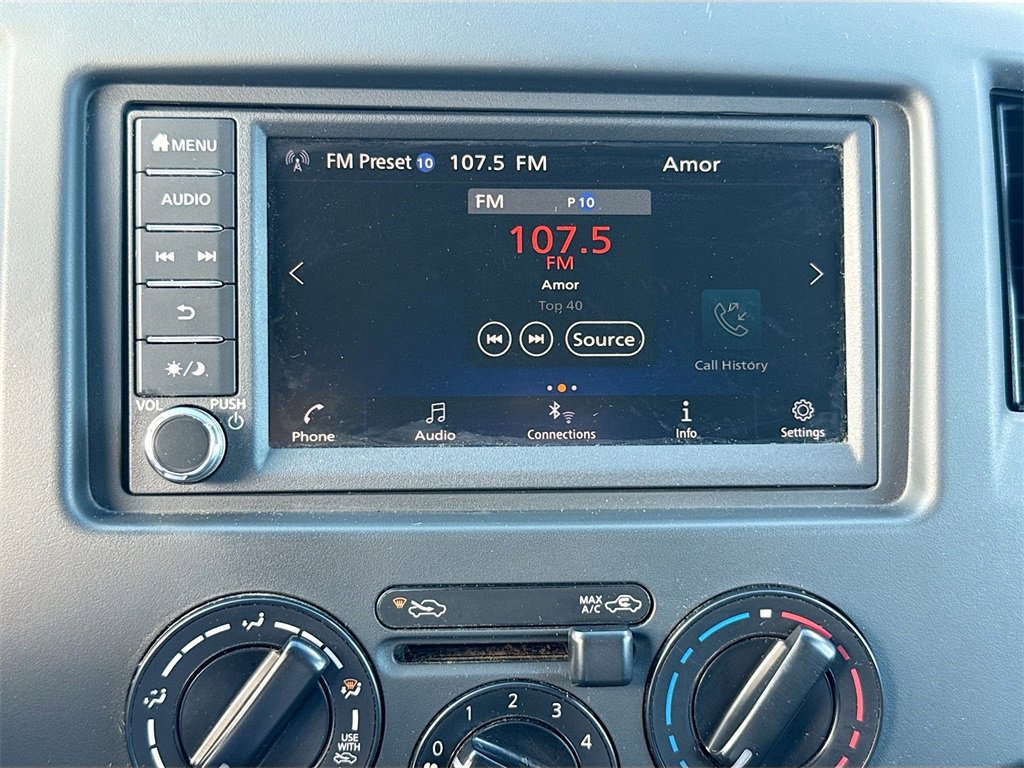 MENU
AUDIO
VOL PUSH
FM Preset 10 107.5 FM Amor
FM P 10
107.5
FM
Amor
Top 40
Source
Call History
Phone Audio Connections Info Settings
MAX
A/C
USE
WITH
0 1 2 3 4